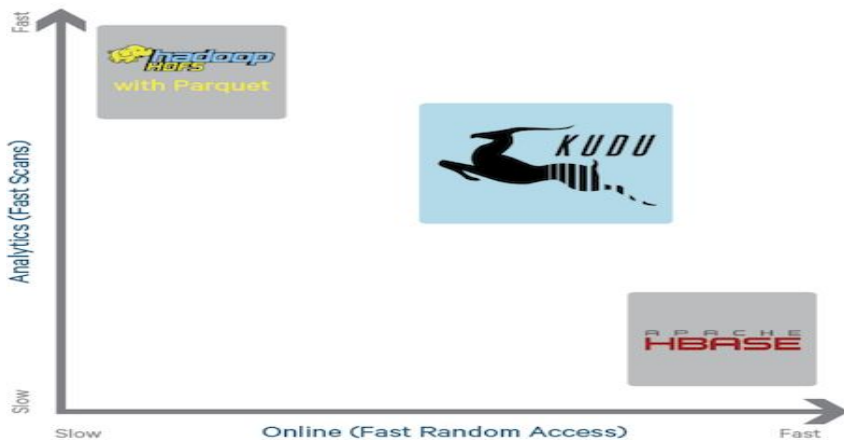 Fast
hadoop
HDFS
with Parquet
KUDU
Analytics (Fast Scans)
APACHE
HBASE
Slow
Slow
Online (Fast Random Access)
Fast